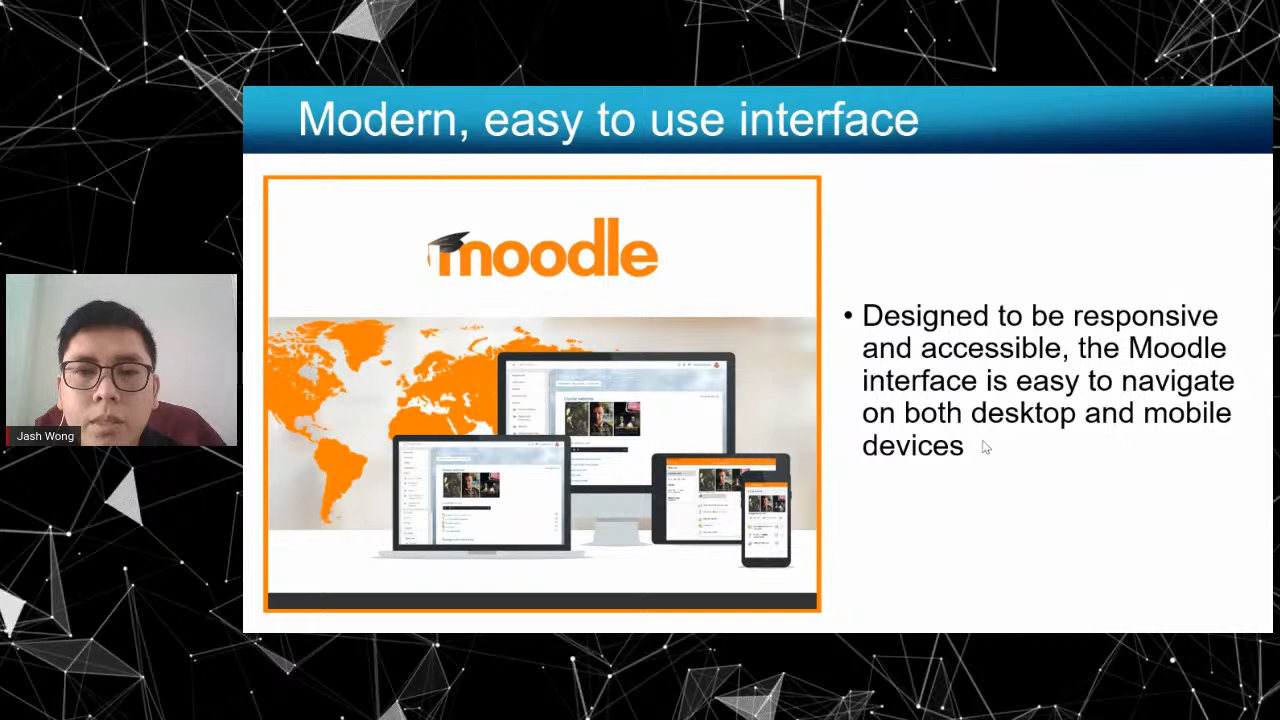 Modern, easy to use interface
moodle
• Designed to be responsive
and accessible, the Moodle
interface is easy to navigate
on both desktop and mobile
devices
Jash Wong